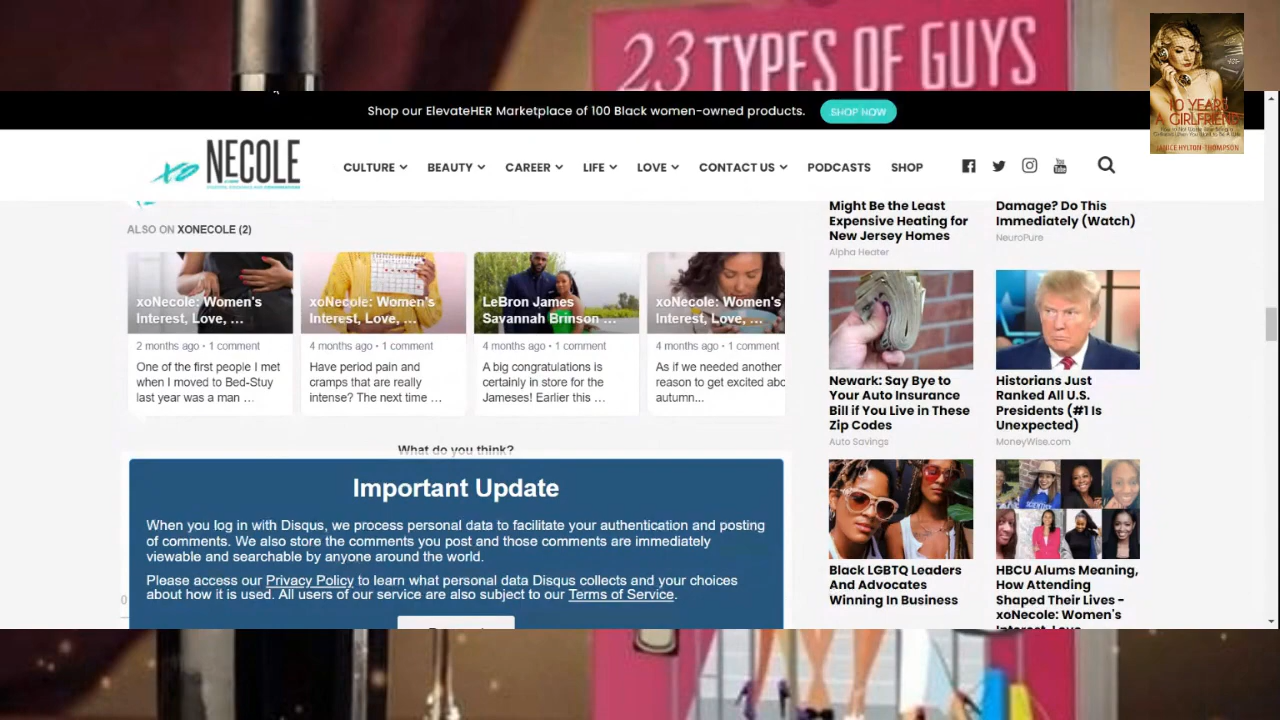 23 TYPES OF GUYS
10 YEARS
A GIRLFRIEND
JANICE HYLTON-THOMPSON
Shop our ElevateHER Marketplace of 100 Black women-owned products.
SHOP NOW
xo NECOLE
CULTURE
BEAUTY
CAREER
LIFE
LOVE
CONTACT US
PODCASTS
SHOP
ALSO ON XONECOLE (2)
xoNecole: Women's
Interest, Love, ...
2 months ago • 1 comment
One of the first people I met
when I moved to Bed-Stuy
last year was a man ...
xoNecole: Women's
Interest, Love, ...
4 months ago • 1 comment
Have period pain and
cramps that are really
intense? The next time ...
LeBron James
Savannah Brinson ...
4 months ago • 1 comment
A big congratulations is
certainly in store for the
Jameses! Earlier this ...
xoNecole: Women's
Interest, Love, ...
4 months ago • 1 comment
As if we needed another
reason to get excited abo
autumn...
What do you think?
Important Update
When you log in with Disqus, we process personal data to facilitate your authentication and posting
of comments. We also store the comments you post and those comments are immediately
viewable and searchable by anyone around the world.
Please access our Privacy Policy to learn what personal data Disqus collects and your choices
about how it is used. All users of our service are also subject to our Terms of Service.
0
Might Be the Least
Expensive Heating for
New Jersey Homes
Alpha Heater
Damage? Do This
Immediately (Watch)
NeuroPure
Newark: Say Bye to
Your Auto Insurance
Bill if You Live in These
Zip Codes
Auto Savings
Historians Just
Ranked All U.S.
Presidents (#1 Is
Unexpected)
MoneyWise.com
Black LGBTQ Leaders
And Advocates
Winning In Business
HBCU Alums Meaning,
How Attending
Shaped Their Lives -
xoNecole: Women's
Interest, Love